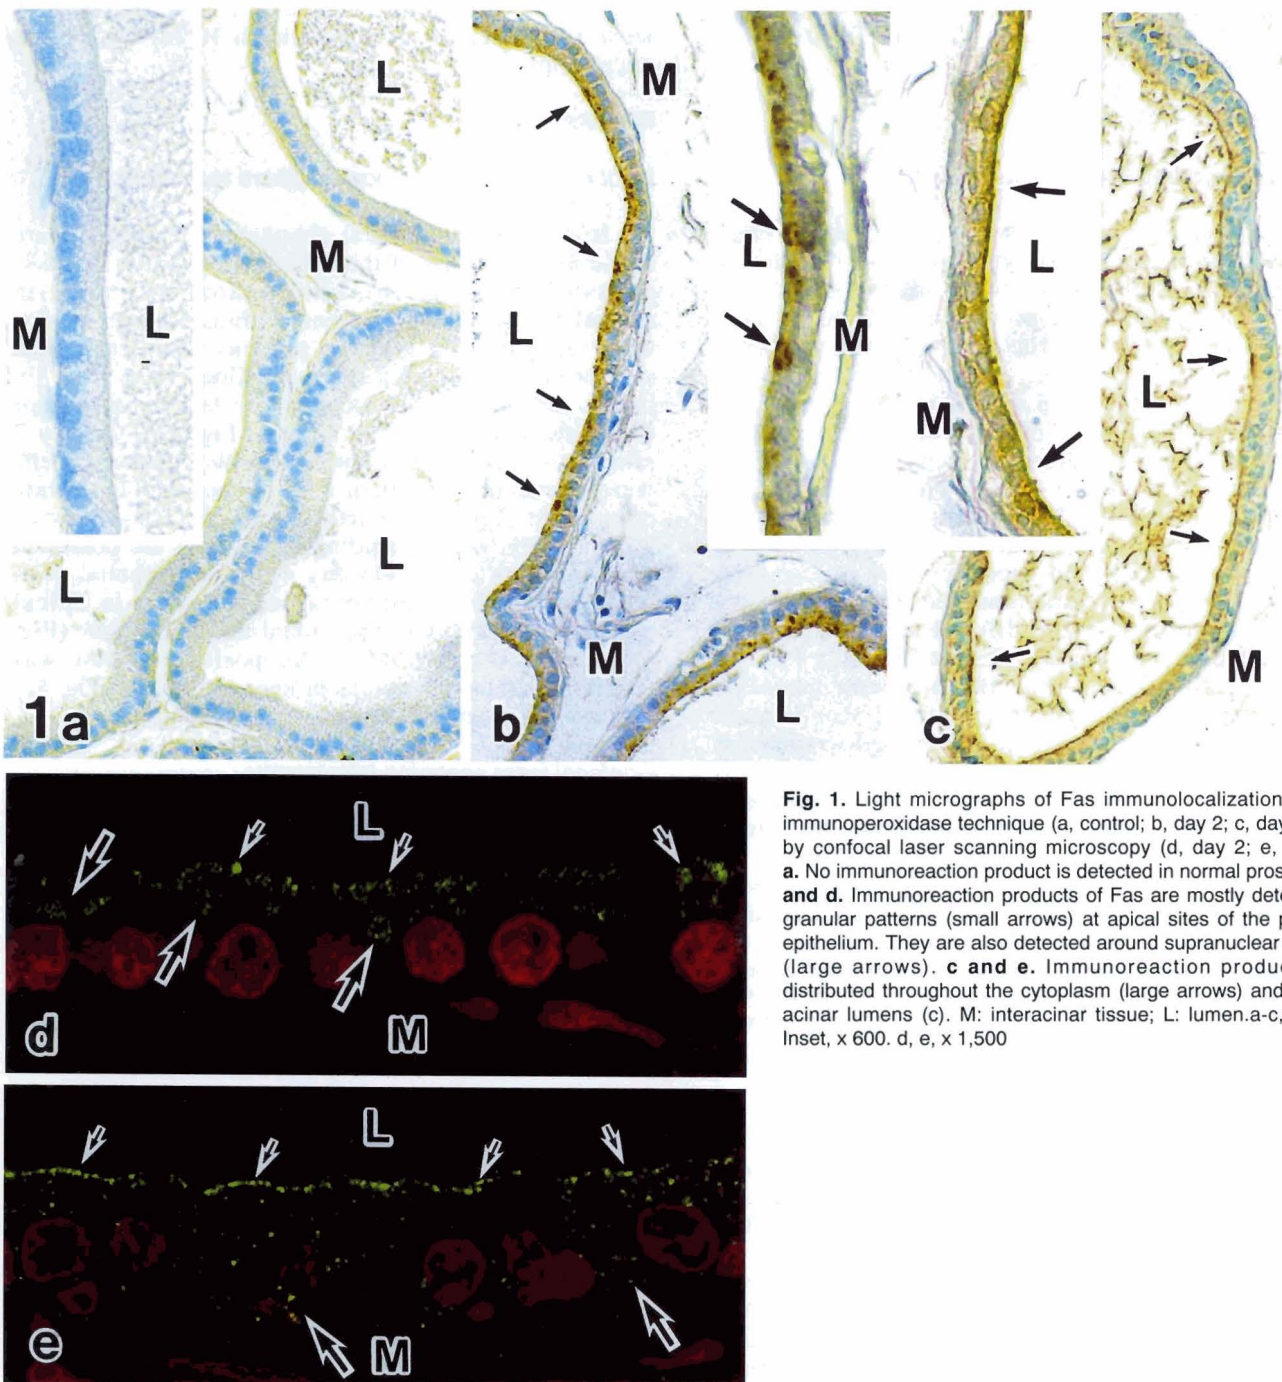 L
L
M
M
L
L
L
1a
M
L
L
M
M
L
b
L
M
L
M
c
L
M
d
L
M
e
Fig. 1. Light micrographs of Fas immunolocalization
immunoperoxidase technique (a, control; b, day 2; c, day
by confocal laser scanning microscopy (d, day 2; e,
a. No immunoreaction product is detected in normal pros
and d. Immunoreaction products of Fas are mostly dete
granular patterns (small arrows) at apical sites of the p
epithelium. They are also detected around supranuclear
(large arrows). c and e. Immunoreaction produc
distributed throughout the cytoplasm (large arrows) and
acinar lumens (c). M: interacinar tissue; L: lumen.a-c,
Inset, x 600. d, e, x 1,500